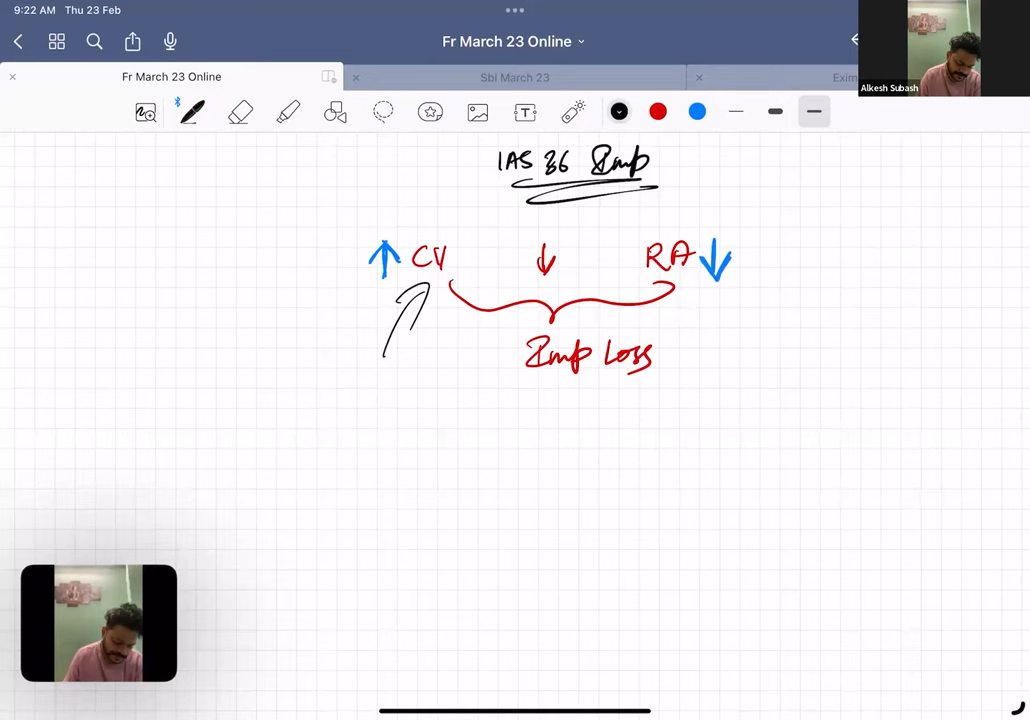 9:22 AM Thu 23 Feb
Fr March 23 Online
Alkesh Subash
Fr March 23 Online
Sbl March 23
Exim
IAS 36 Imp
CV RA
Imp Loss